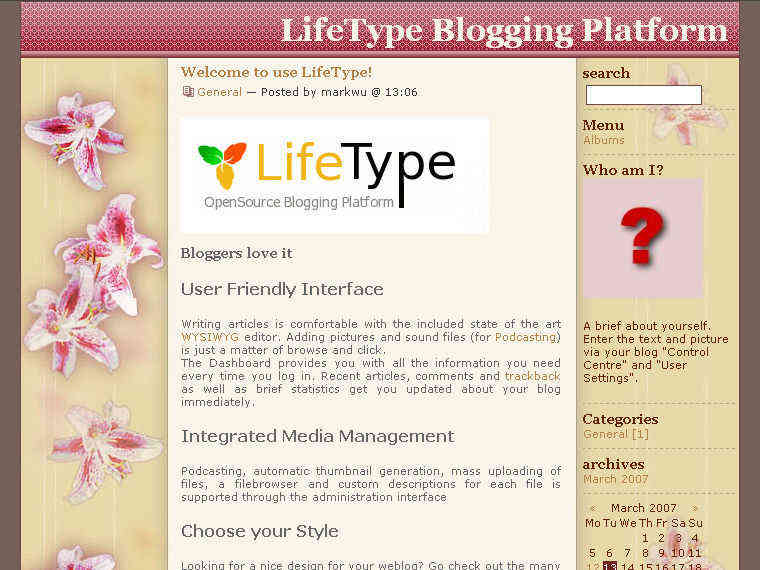 LifeType Blogging Platform
Welcome to use LifeType!
General — Posted by markwu @ 13:06
LifeType
OpenSource Blogging Platform
Bloggers love it
User Friendly Interface
Writing articles is comfortable with the included state of the art
WYSIWYG editor. Adding pictures and sound files (for Podcasting)
is just a matter of browse and click.
The Dashboard provides you with all the information you need
every time you log in. Recent articles, comments and trackback
as well as brief statistics get you updated about your blog
immediately.
Integrated Media Management
Podcasting, automatic thumbnail generation, mass uploading of
files, a filebrowser and custom descriptions for each file is
supported through the administration interface
Choose your Style
Looking for a nice design for your weblog? Go check out the many
search
Menu
Albums
Who am I?
?
A brief about yourself.
Enter the text and picture
via your blog "Control
Centre" and "User
Settings".
Categories
General [1]
archives
March 2007
« March 2007 »
Mo Tu We Th Fr Sa Su
1 2 3 4
5 6 7 8 9 10 11
12 13 14 15 16 17 18